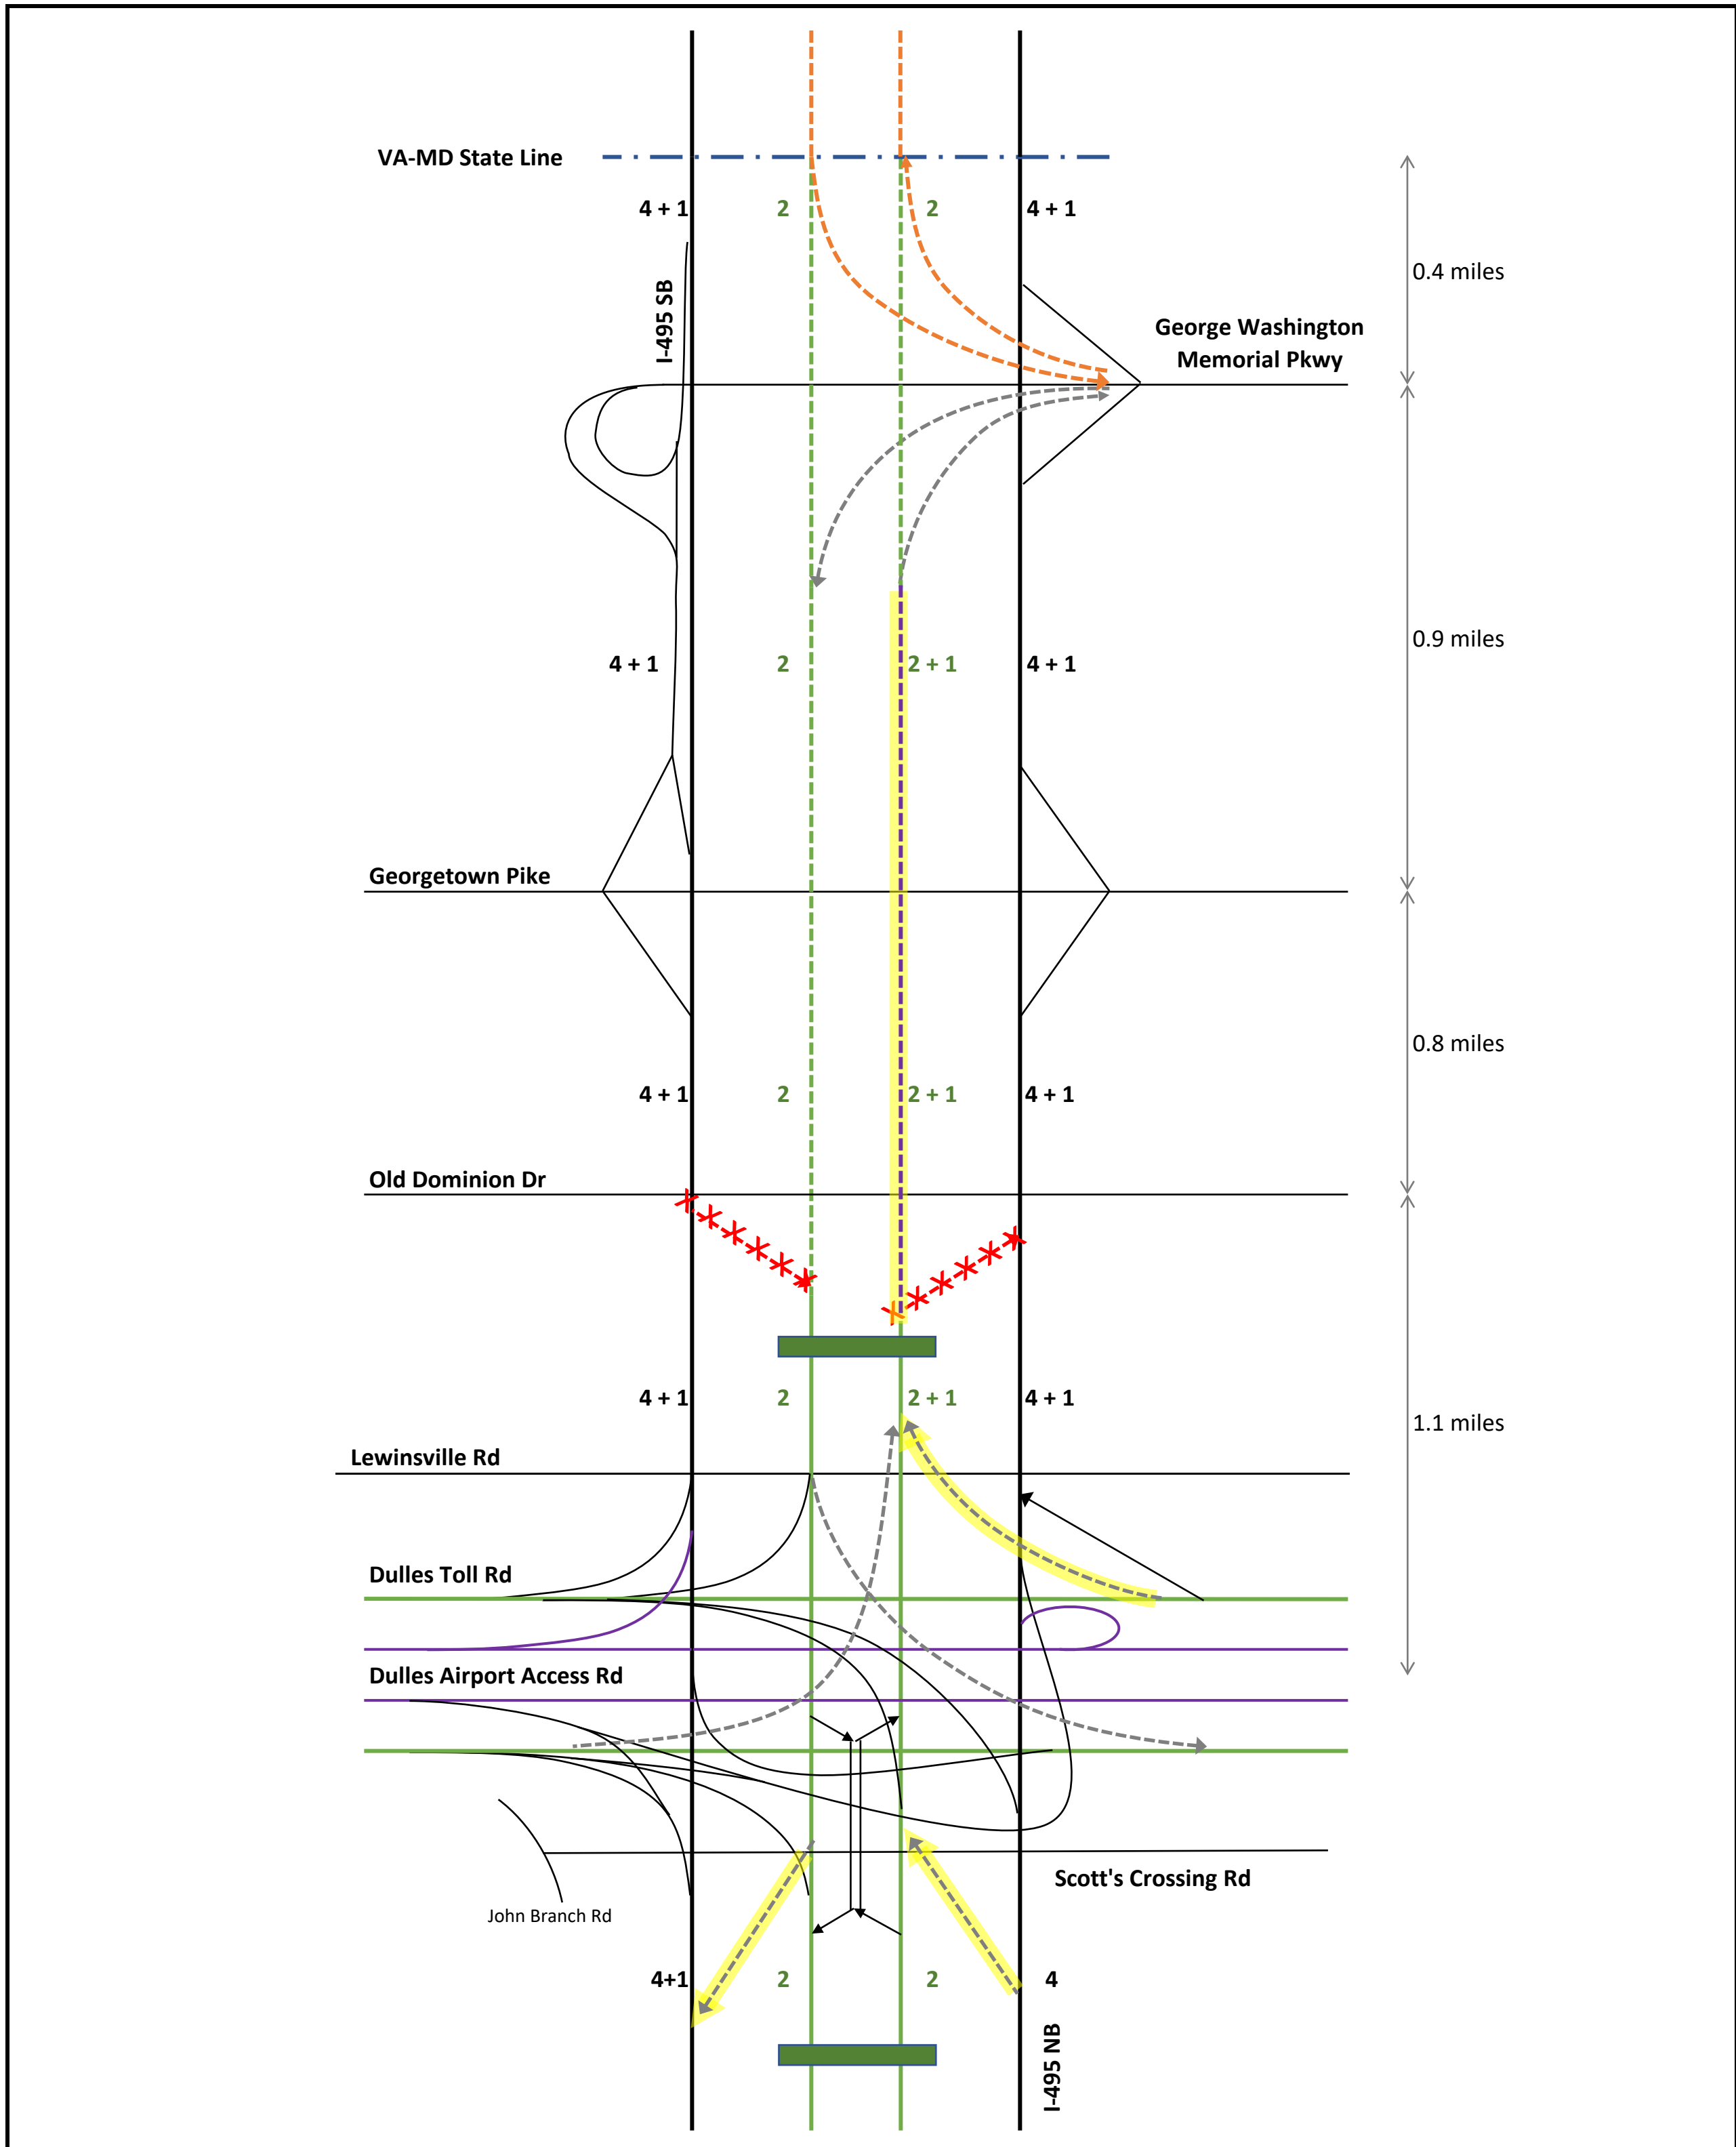 VA-MD State Line
4 + 1
2
2
4 + 1
0.4 miles
I-495 SB
George Washington
Memorial Pkwy
4 + 1
2
2 + 1
4 + 1
0.9 miles
Georgetown Pike
0.8 miles
4 + 1
2
2 + 1
4 + 1
Old Dominion Dr
4 + 1
2
2 + 1
4 + 1
1.1 miles
Lewinsville Rd
Dulles Toll Rd
Dulles Airport Access Rd
Scott's Crossing Rd
John Branch Rd
4+1
2
2
4
I-495 NB